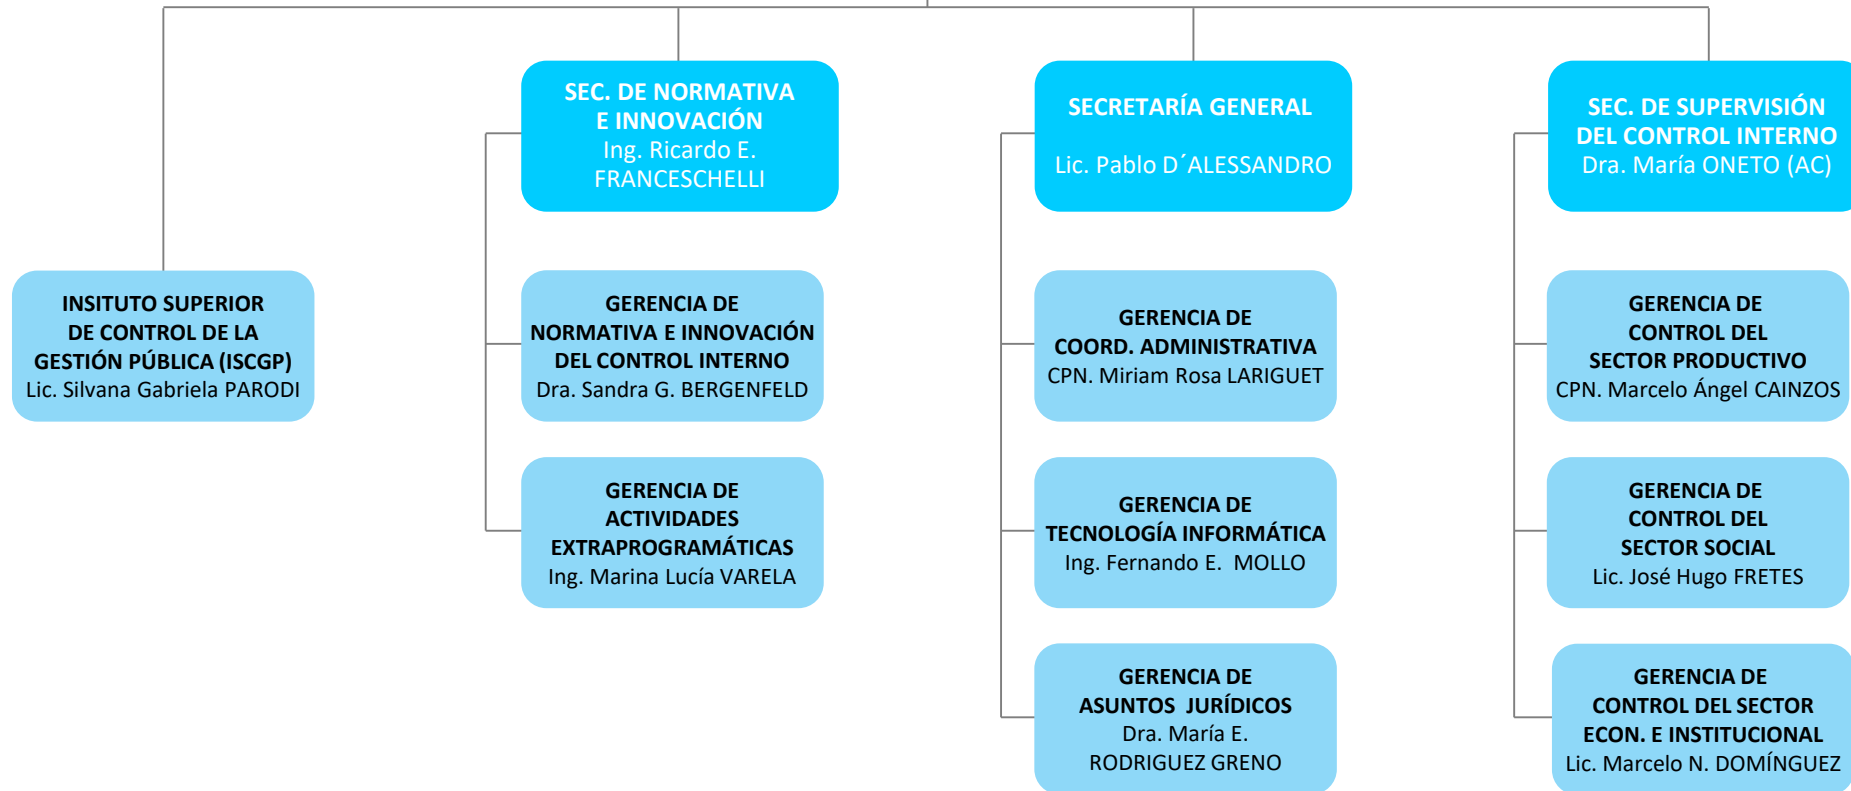 SEC. DE NORMATIVA
E INNOVACIÓN
Ing. Ricardo E.
FRANCESCHELLI
SECRETARÍA GENERAL
Lic. Pablo D´ALESSANDRO
SEC. DE SUPERVISIÓN
DEL CONTROL INTERNO
Dra. María ONETO (AC)
INSITUTO SUPERIOR
DE CONTROL DE LA
GESTIÓN PÚBLICA (ISCGP)
Lic. Silvana Gabriela PARODI
GERENCIA DE
NORMATIVA E INNOVACIÓN
DEL CONTROL INTERNO
Dra. Sandra G. BERGENFELD
GERENCIA DE
COORD. ADMINISTRATIVA
CPN. Miriam Rosa LARIGUET
GERENCIA DE
CONTROL DEL
SECTOR PRODUCTIVO
CPN. Marcelo Ángel CAINZOS
GERENCIA DE
ACTIVIDADES
EXTRAPROGRAMÁTICAS
Ing. Marina Lucía VARELA
GERENCIA DE
TECNOLOGÍA INFORMÁTICA
Ing. Fernando E. MOLLO
GERENCIA DE
CONTROL DEL
SECTOR SOCIAL
Lic. José Hugo FRETES
GERENCIA DE
ASUNTOS JURÍDICOS
Dra. María E.
RODRIGUEZ GRENO
GERENCIA DE
CONTROL DEL SECTOR
ECON. E INSTITUCIONAL
Lic. Marcelo N. DOMÍNGUEZ